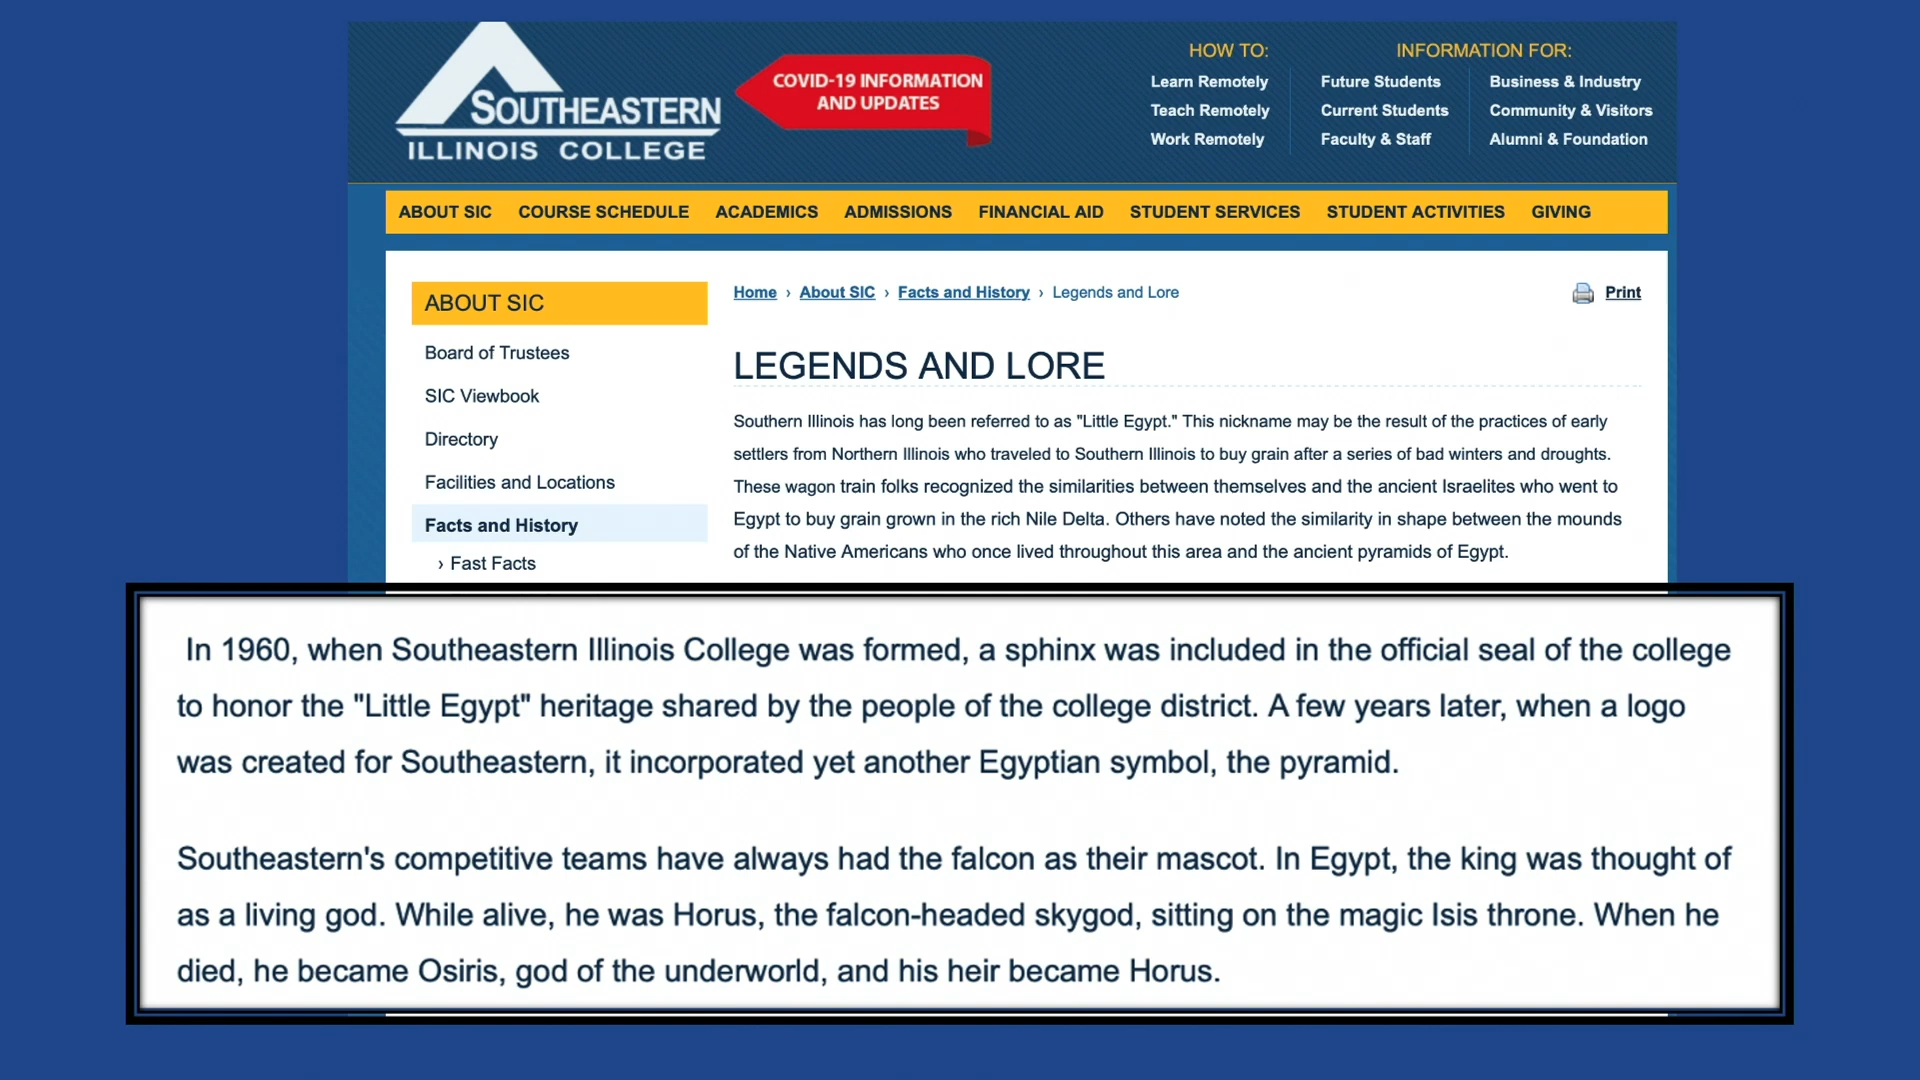 SOUTHEASTERN
ILLINOIS COLLEGE
COVID-19 INFORMATION
AND UPDATES
HOW TO:
Learn Remotely
Teach Remotely
Work Remotely
INFORMATION FOR:
Future Students
Current Students
Faculty & Staff
Business & Industry
Community & Visitors
Alumni & Foundation
ABOUT SIC COURSE SCHEDULE ACADEMICS ADMISSIONS FINANCIAL AID STUDENT SERVICES STUDENT ACTIVITIES GIVING
ABOUT SIC
Board of Trustees
SIC Viewbook
Directory
Facilities and Locations
Facts and History
› Fast Facts
Home › About SIC › Facts and History › Legends and Lore
Print
LEGENDS AND LORE
Southern Illinois has long been referred to as "Little Egypt." This nickname may be the result of the practices of early
settlers from Northern Illinois who traveled to Southern Illinois to buy grain after a series of bad winters and droughts.
These wagon train folks recognized the similarities between themselves and the ancient Israelites who went to
Egypt to buy grain grown in the rich Nile Delta. Others have noted the similarity in shape between the mounds
of the Native Americans who once lived throughout this area and the ancient pyramids of Egypt.
In 1960, when Southeastern Illinois College was formed, a sphinx was included in the official seal of the college
to honor the "Little Egypt" heritage shared by the people of the college district. A few years later, when a logo
was created for Southeastern, it incorporated yet another Egyptian symbol, the pyramid.
Southeastern's competitive teams have always had the falcon as their mascot. In Egypt, the king was thought of
as a living god. While alive, he was Horus, the falcon-headed skygod, sitting on the magic Isis throne. When he
died, he became Osiris, god of the underworld, and his heir became Horus.